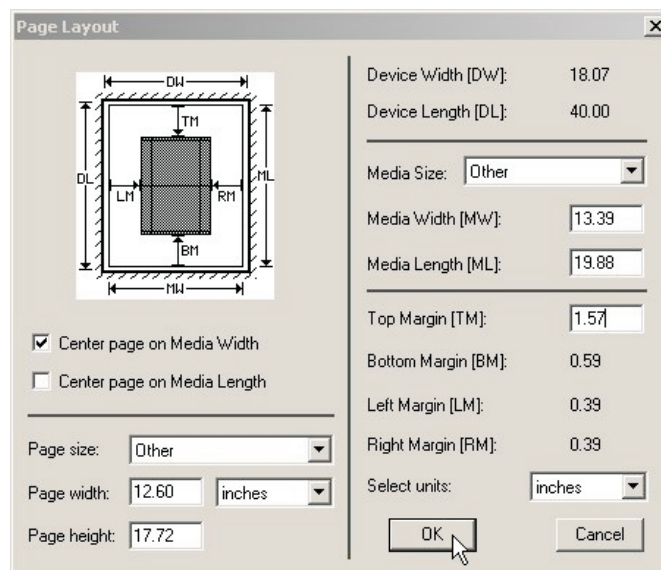 Page Layout
DW
TM
DL
ML
LM
RM
BM
MW
Center page on Media Width
Center page on Media Length
Page size: Other
Page width: 12.60 inches
Page height: 17.72
Device Width [DW]: 18.07
Device Length [DL]: 40.00
Media Size: Other
Media Width [MW]: 13.39
Media Length [ML]: 19.88
Top Margin [TM]: 1.57
Bottom Margin [BM]: 0.59
Left Margin [LM]: 0.39
Right Margin [RM]: 0.39
Select units: inches
OK Cancel